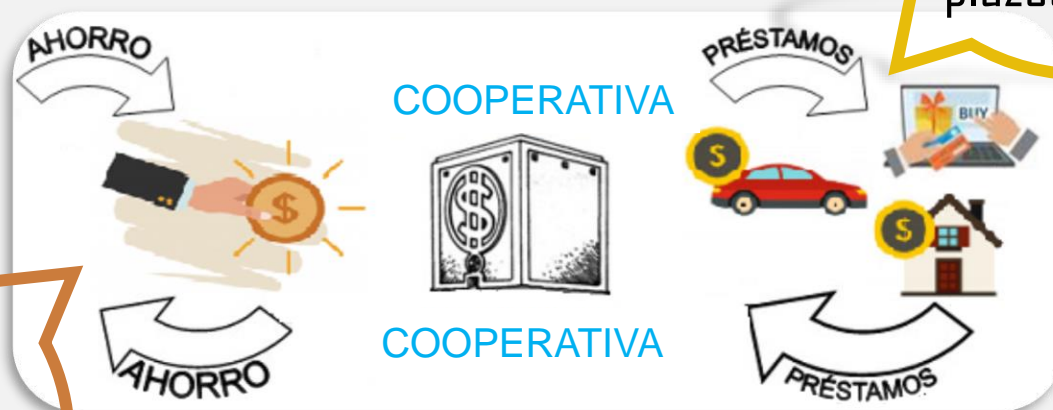 AHORRO
PRÉSTAMOS
COOPERATIVA
BUY
$
$
$
$
COOPERATIVA
AHORRO
PRÉSTAMOS